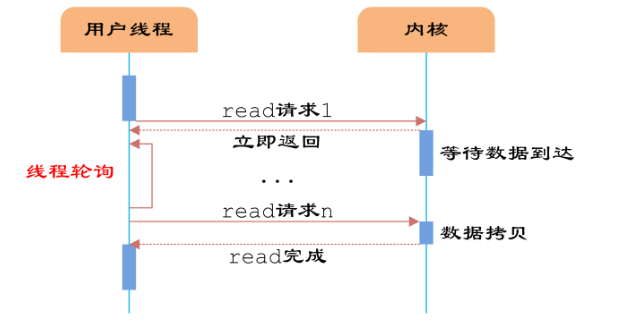 用户线程
内核
read请求1
立即返回
等待数据到达
线程轮询
...
read请求n
数据拷贝
read完成